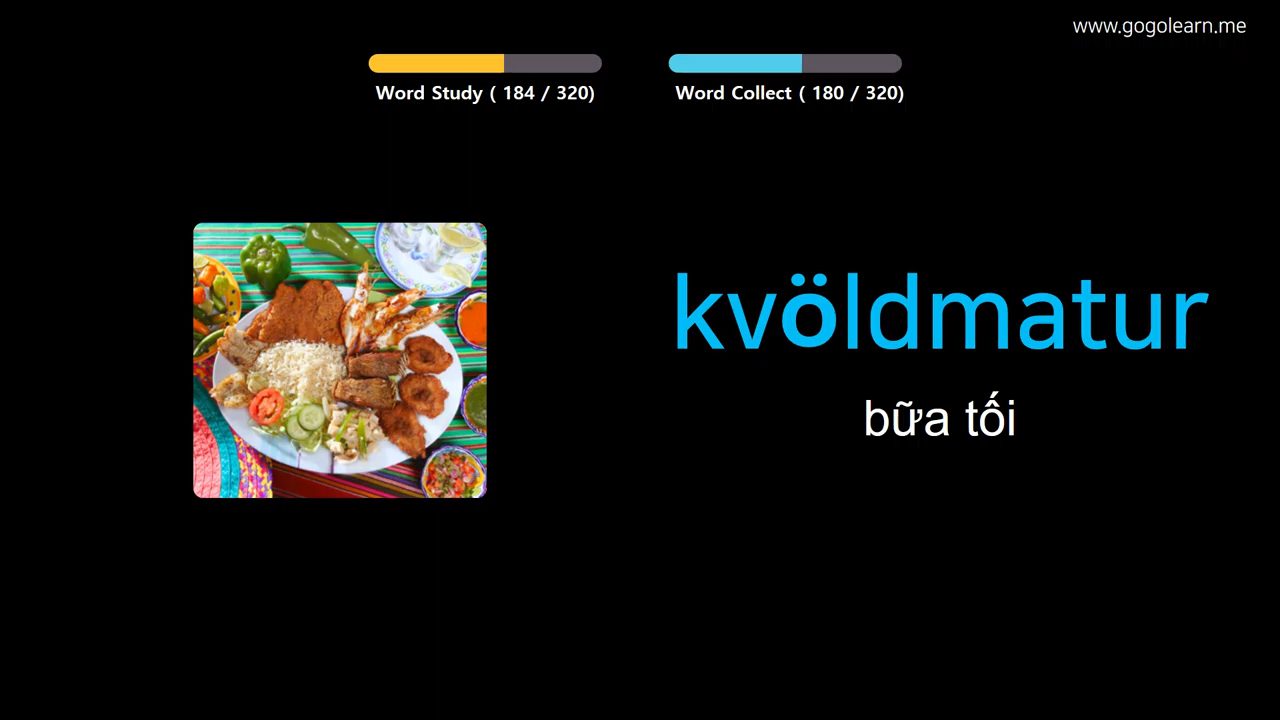 www.gogolearn.me
Word Study ( 184 / 320)
Word Collect ( 180 / 320)
kvöldmatur
bữa tối